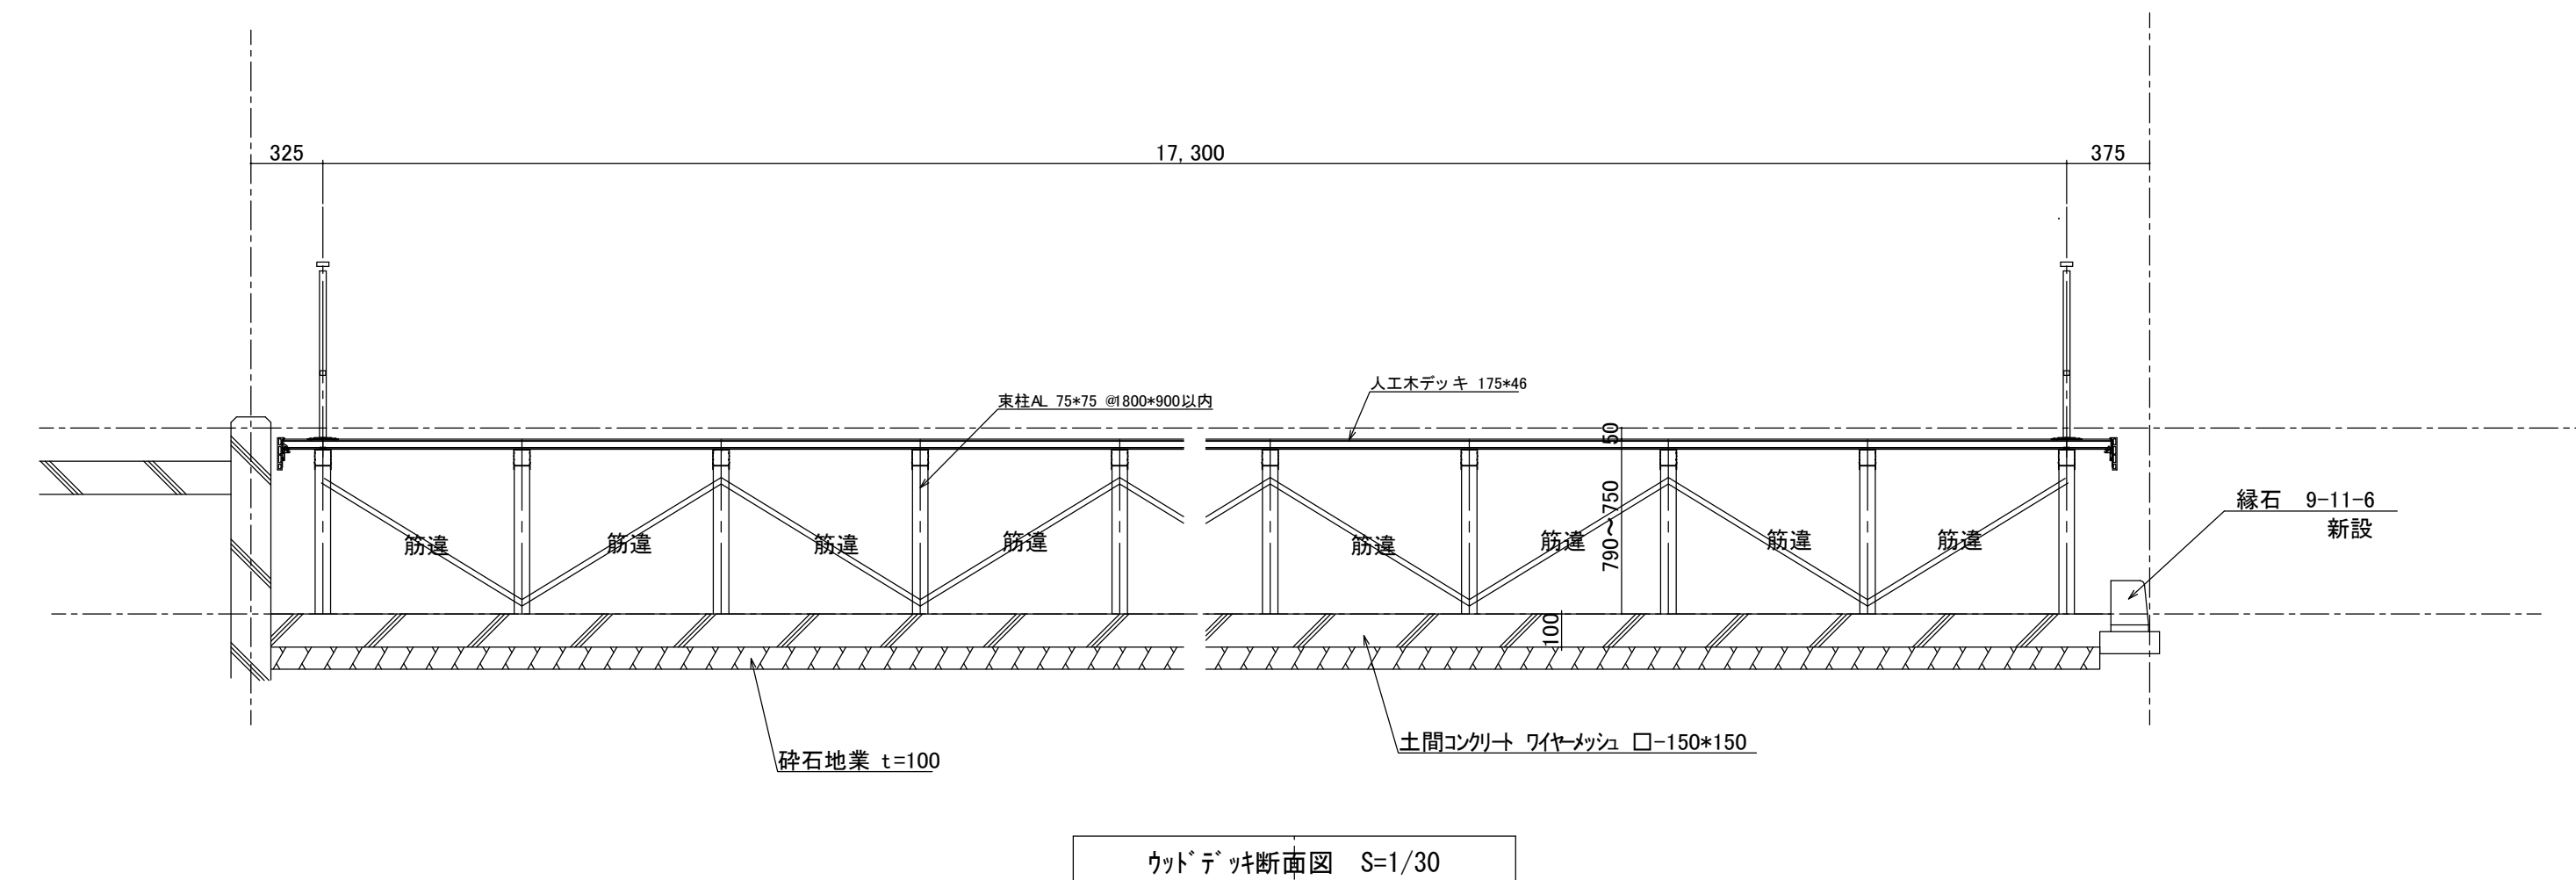 325
17,300
375
人工木デッキ 175*46
束柱AL 75*75 @1800*900以内
50
790～750
縁石 9-11-6
新設
筋違
筋違
筋違
筋違
筋違
筋違
筋違
筋違
100
土間ｺﾝｸﾘｰﾄ ﾜｲﾔｰﾒｯｼｭ □-150*150
砕石地業 t=100
ｳｯﾄﾞﾃﾞｯｷ断面図 S=1/30